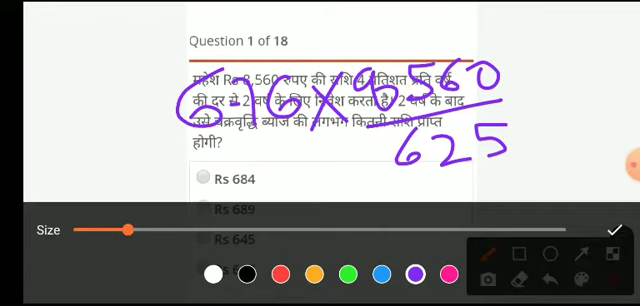 Question 1 of 18
महेश Rs 8,560 रुपए की राशि 4 प्रतिशत प्रति वर्ष
की दर से 2 वर्ष के लिए निवेश करता है। 2 वर्ष के बाद
उसे चक्रवृद्धि ब्याज की लगभग कितनी राशि प्राप्त
होगी?
676 × 8560
625
Rs 684
Rs 689
Rs 645
Size